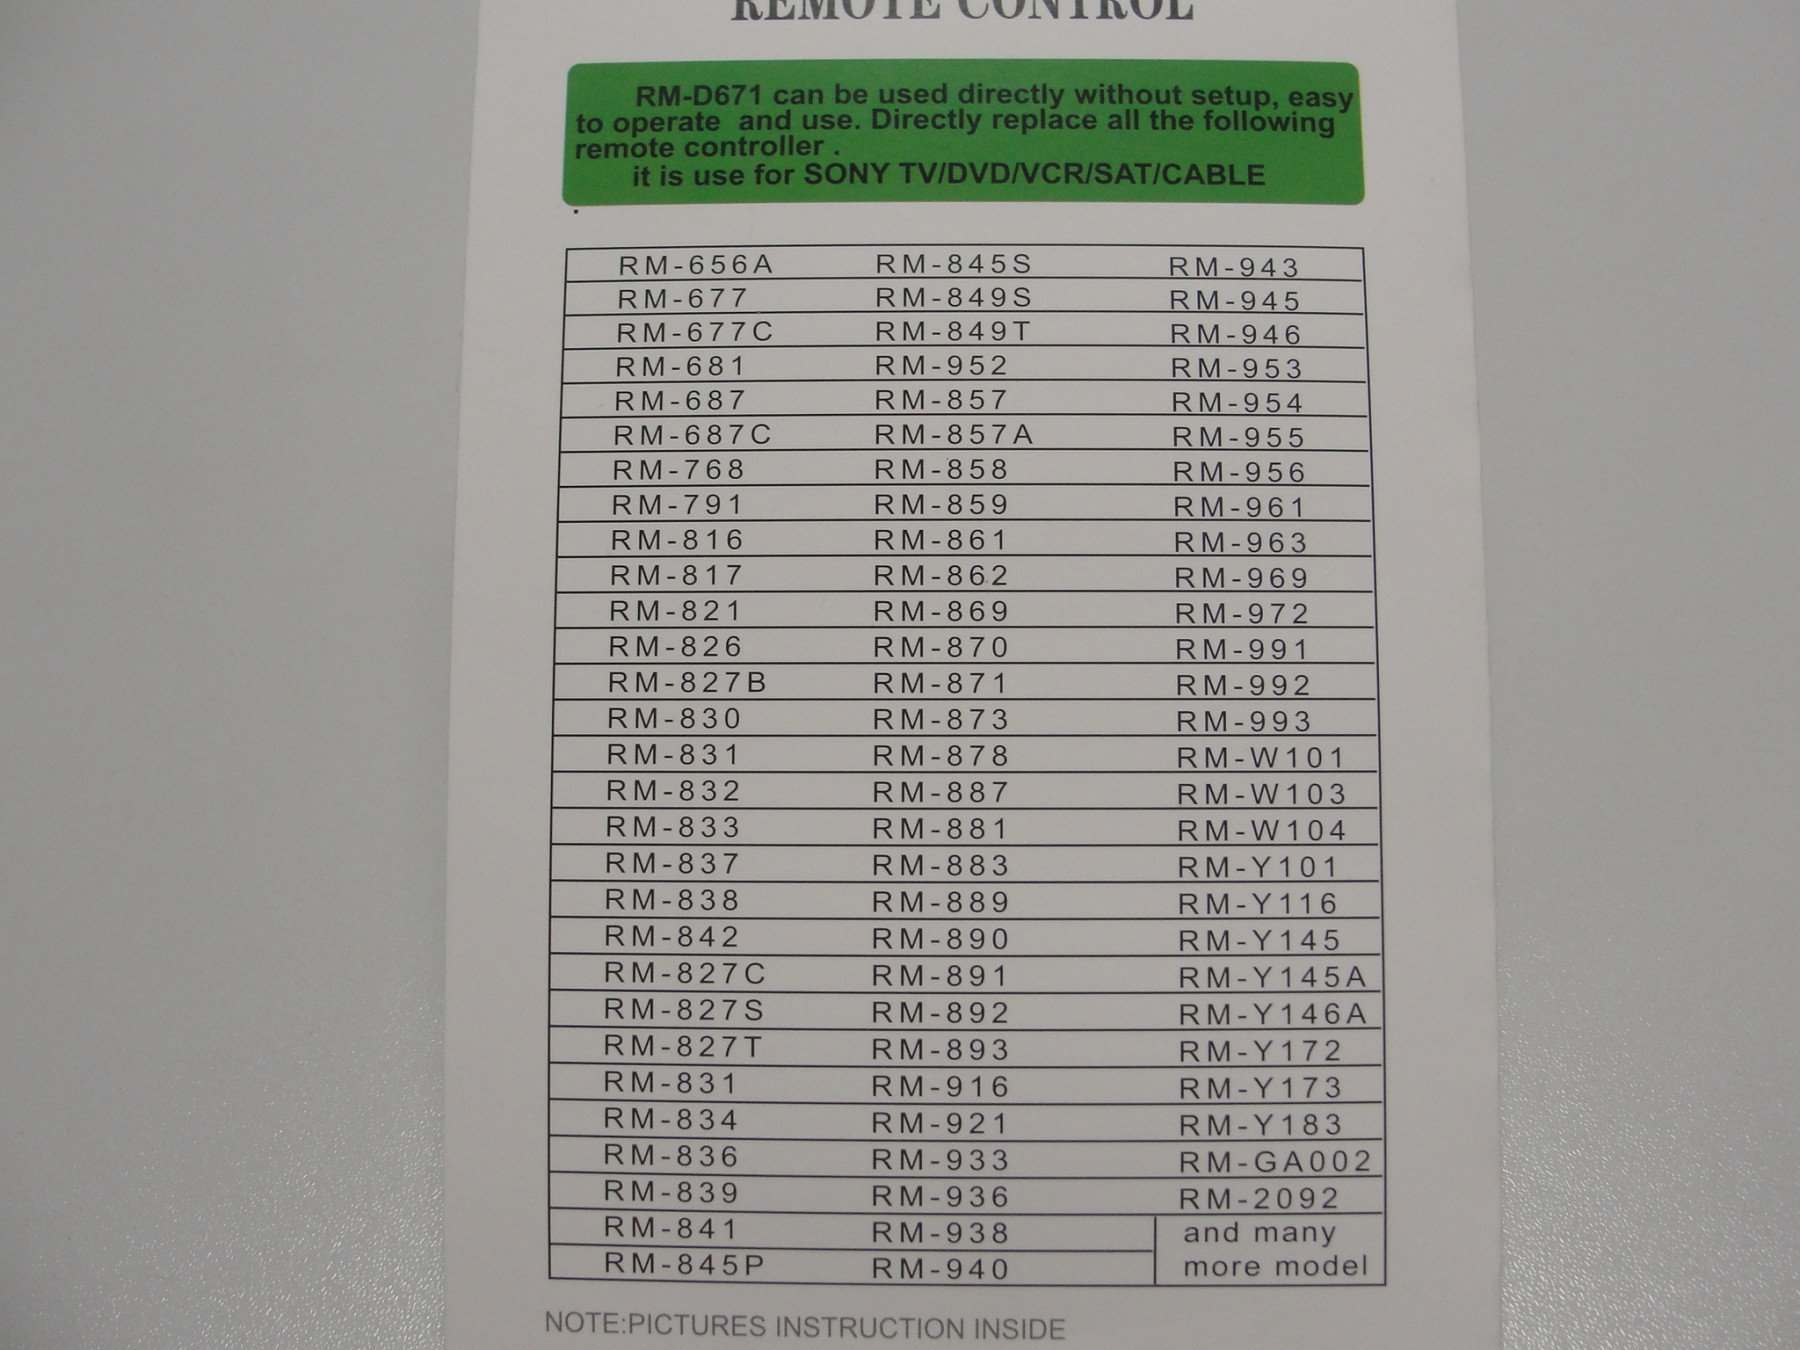 REMOTE CONTROL
RM-D671 can be used directly without setup, easy
to operate and use. Directly replace all the following
remote controller .
it is use for SONY TV/DVD/VCR/SAT/CABLE
RM-656A RM-845S RM-943
RM-677 RM-849S RM-945
RM-677C RM-849T RM-946
RM-681 RM-952 RM-953
RM-687 RM-857 RM-954
RM-687C RM-857A RM-955
RM-768 RM-858 RM-956
RM-791 RM-859 RM-961
RM-816 RM-861 RM-963
RM-817 RM-862 RM-969
RM-821 RM-869 RM-972
RM-826 RM-870 RM-991
RM-827B RM-871 RM-992
RM-830 RM-873 RM-993
RM-831 RM-878 RM-W101
RM-832 RM-887 RM-W103
RM-833 RM-881 RM-W104
RM-837 RM-883 RM-Y101
RM-838 RM-889 RM-Y116
RM-842 RM-890 RM-Y145
RM-827C RM-891 RM-Y145A
RM-827S RM-892 RM-Y146A
RM-827T RM-893 RM-Y172
RM-831 RM-916 RM-Y173
RM-834 RM-921 RM-Y183
RM-836 RM-933 RM-GA002
RM-839 RM-936 RM-2092
RM-841 RM-938 and many
RM-845P RM-940 more model
NOTE:PICTURES INSTRUCTION INSIDE